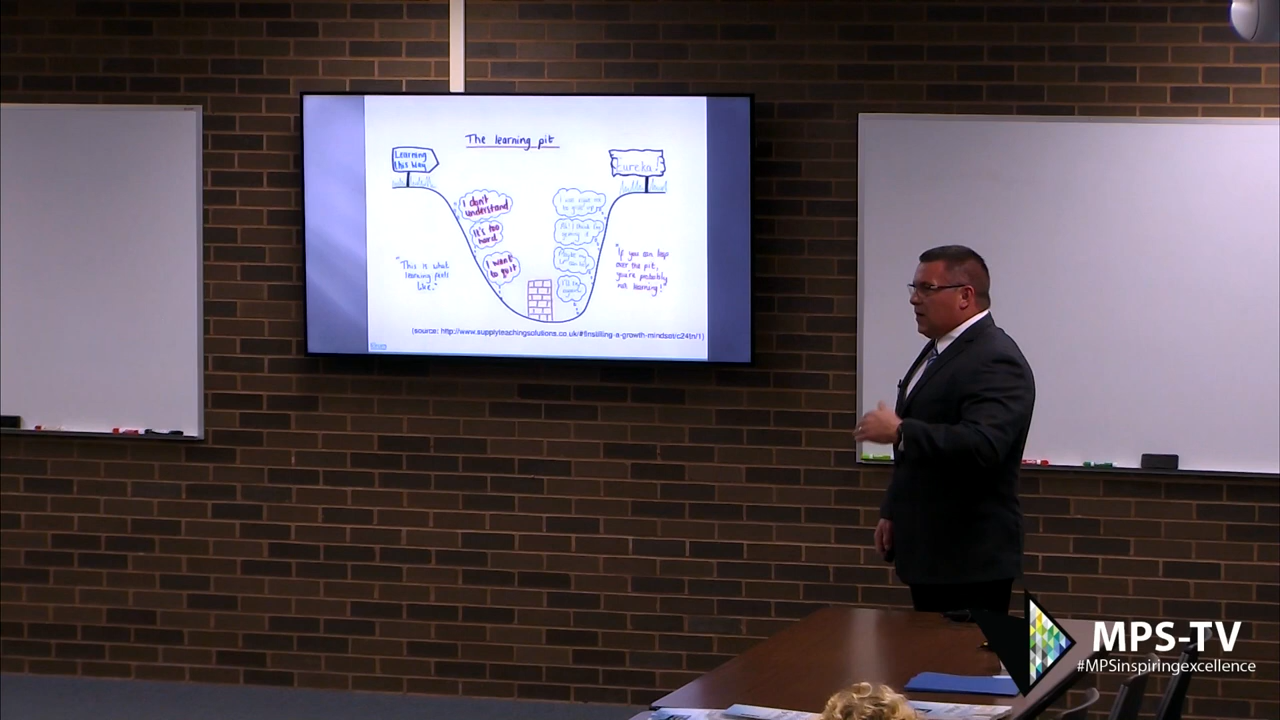 The learning pit
Learning
this way
Eureka!
I don't
understand
It's too
hard
I want
to quit
"This is what
learning feels
like."
"If you can leap
over the pit,
you're probably
not learning!"
(source: http://www.supplyteachingsolutions.co.uk/#!instilling-a-growth-mindset/c24tn/1)
MPS-TV
#MPSinspiringexcellence